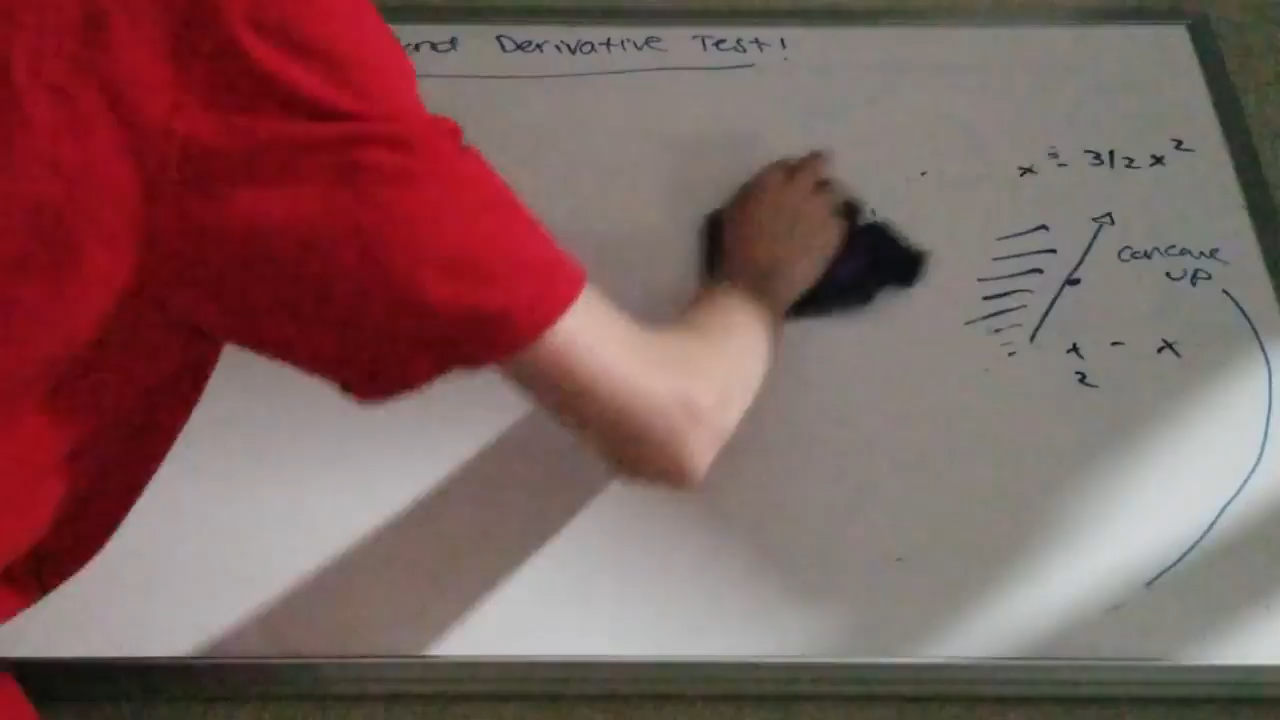 Derivative Test!
x³ - 3/2 x²
concave
up
x - x
2